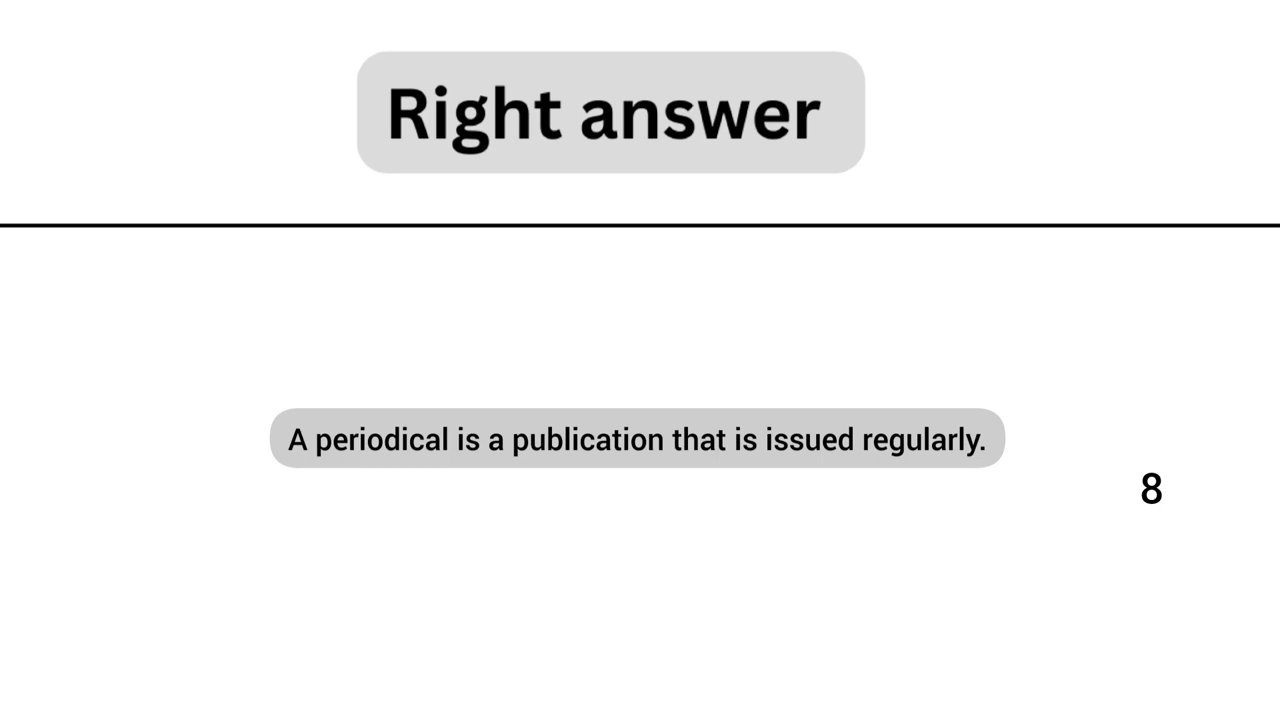 Right answer
A periodical is a publication that is issued regularly.
8